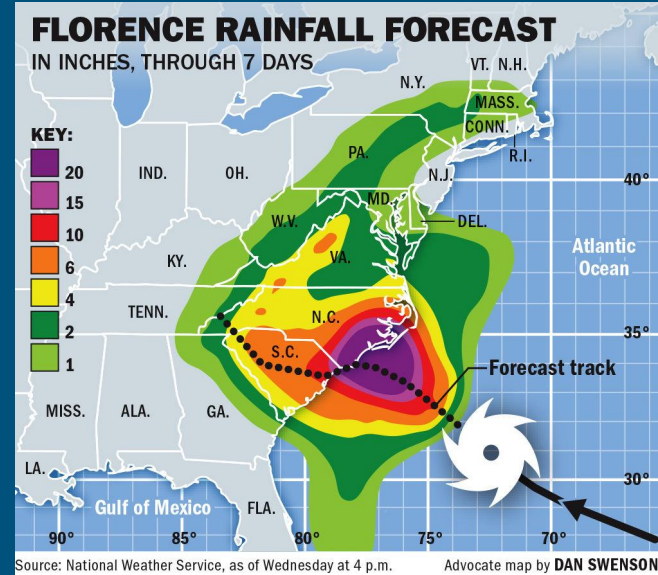 FLORENCE RAINFALL FORECAST
IN INCHES, THROUGH 7 DAYS
VT. N.H.
N.Y.
MASS.
CONN.
R.I.
KEY:
20
15
10
6
4
2
1
PA.
IND.
OH.
N.J.
40°
MD.
DEL.
W.V.
VA.
KY.
Atlantic
Ocean
TENN.
N.C.
35°
S.C.
Forecast track
MISS.
ALA.
GA.
LA.
30°
Gulf of Mexico
FLA.
90°
85°
80°
75°
70°
Source: National Weather Service, as of Wednesday at 4 p.m.
Advocate map by DAN SWENSON